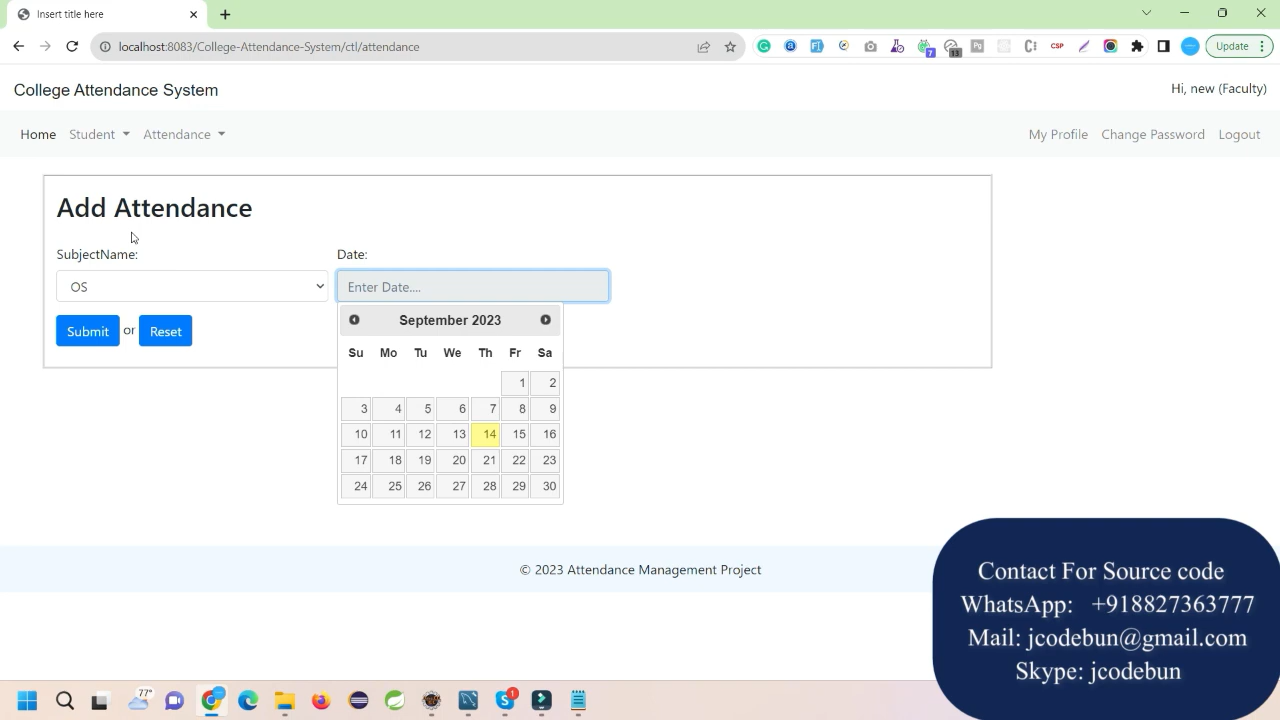 Insert title here
localhost:8083/College-Attendance-System/ctl/attendance
Update
College Attendance System
Hi, new (Faculty)
Home Student Attendance
My Profile Change Password Logout
Add Attendance
SubjectName:
Date:
OS
Enter Date....
Submit or Reset
September 2023
Su Mo Tu We Th Fr Sa
1 2
3 4 5 6 7 8 9
10 11 12 13 14 15 16
17 18 19 20 21 22 23
24 25 26 27 28 29 30
© 2023 Attendance Management Project
Contact For Source code
WhatsApp: +918827363777
Mail: jcodebun@gmail.com
Skype: jcodebun
77°
1